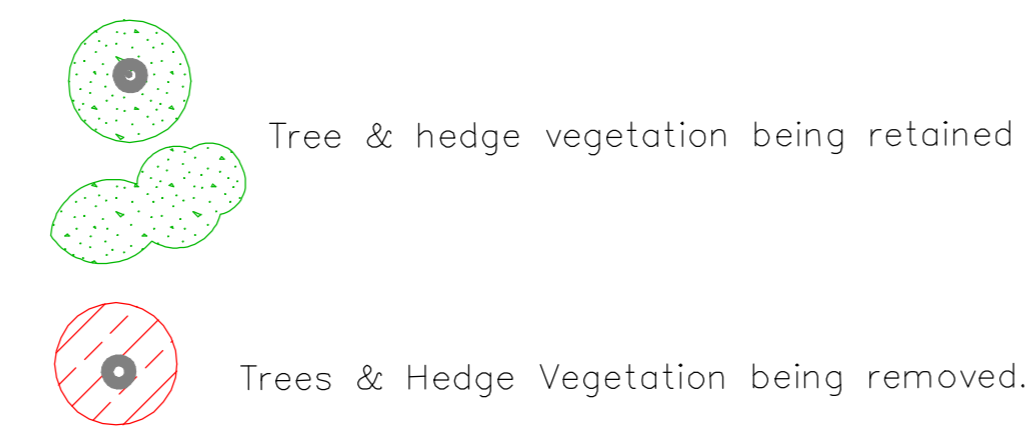 Tree & hedge vegetation being retained
Trees & Hedge Vegetation being removed.